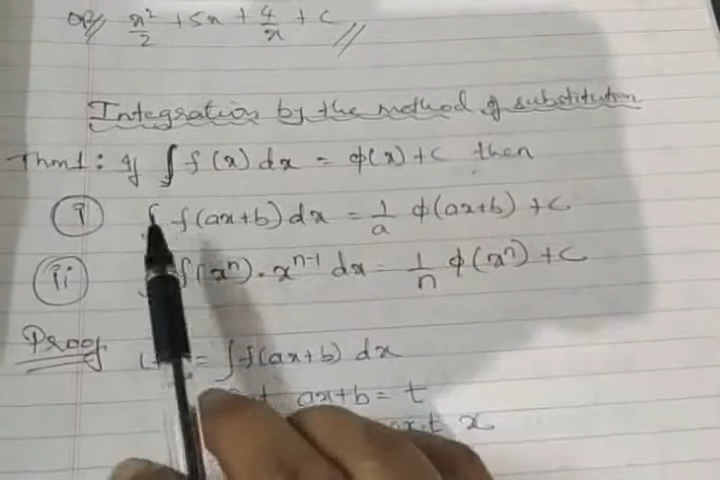 OR// x²/2 + 5x + 4/x + c //
Integration by the method of substitution
Thm1: If ∫ f(x) dx = φ(x) + c then
(i) ∫ f(ax+b) dx = 1/a φ(ax+b) + c
(ii) f(xⁿ) · xⁿ⁻¹ dx = 1/n φ(xⁿ) + c
Proof
= ∫ f(ax+b) dx
ax+b = t
w.r.t x